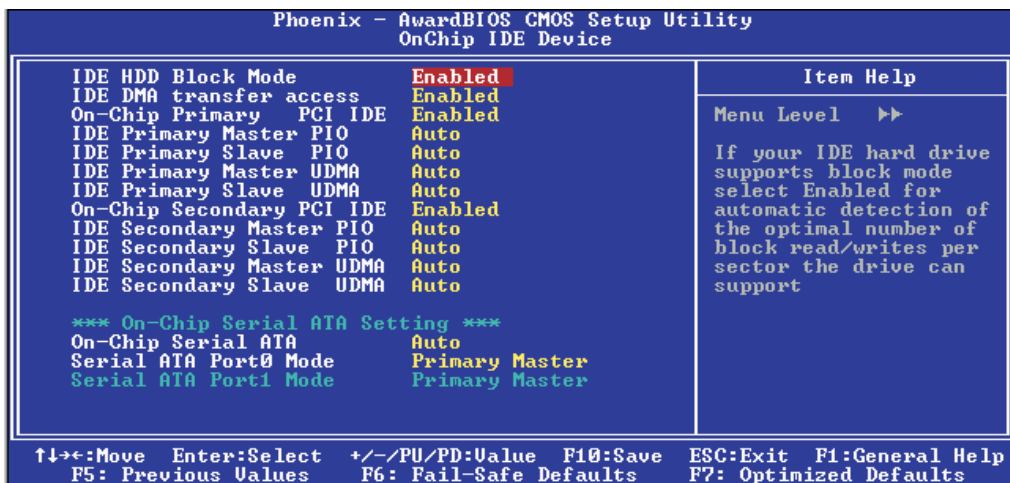 Phoenix - AwardBIOS CMOS Setup Utility
OnChip IDE Device
IDE HDD Block Mode Enabled
IDE DMA transfer access Enabled
On-Chip Primary PCI IDE Enabled
IDE Primary Master PIO Auto
IDE Primary Slave PIO Auto
IDE Primary Master UDMA Auto
IDE Primary Slave UDMA Auto
On-Chip Secondary PCI IDE Enabled
IDE Secondary Master PIO Auto
IDE Secondary Slave PIO Auto
IDE Secondary Master UDMA Auto
IDE Secondary Slave UDMA Auto
*** On-Chip Serial ATA Setting ***
On-Chip Serial ATA Auto
Serial ATA Port0 Mode Primary Master
Serial ATA Port1 Mode Primary Master
Item Help
Menu Level ▶▶
If your IDE hard drive
supports block mode
select Enabled for
automatic detection of
the optimal number of
block read/writes per
sector the drive can
support
↑↓→←:Move Enter:Select +/-/PU/PD:Value F10:Save ESC:Exit F1:General Help
F5: Previous Values F6: Fail-Safe Defaults F7: Optimized Defaults